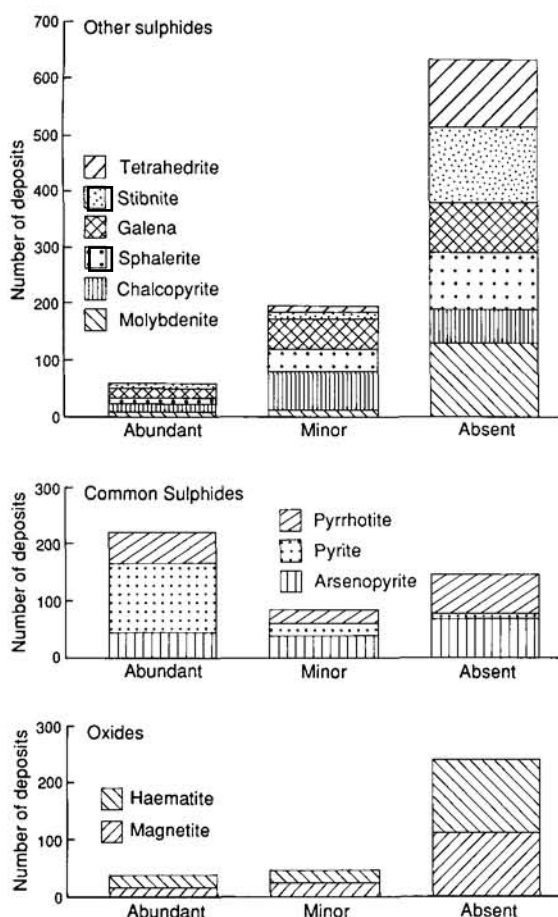 Other sulphides
Number of deposits
700
600
500
400
300
200
100
0
Tetrahedrite
Stibnite
Galena
Sphalerite
Chalcopyrite
Molybdenite
Abundant Minor Absent
Common Sulphides
Number of deposits
300
200
100
0
Pyrrhotite
Pyrite
Arsenopyrite
Abundant Minor Absent
Oxides
Number of deposits
300
200
100
0
Haematite
Magnetite
Abundant Minor Absent